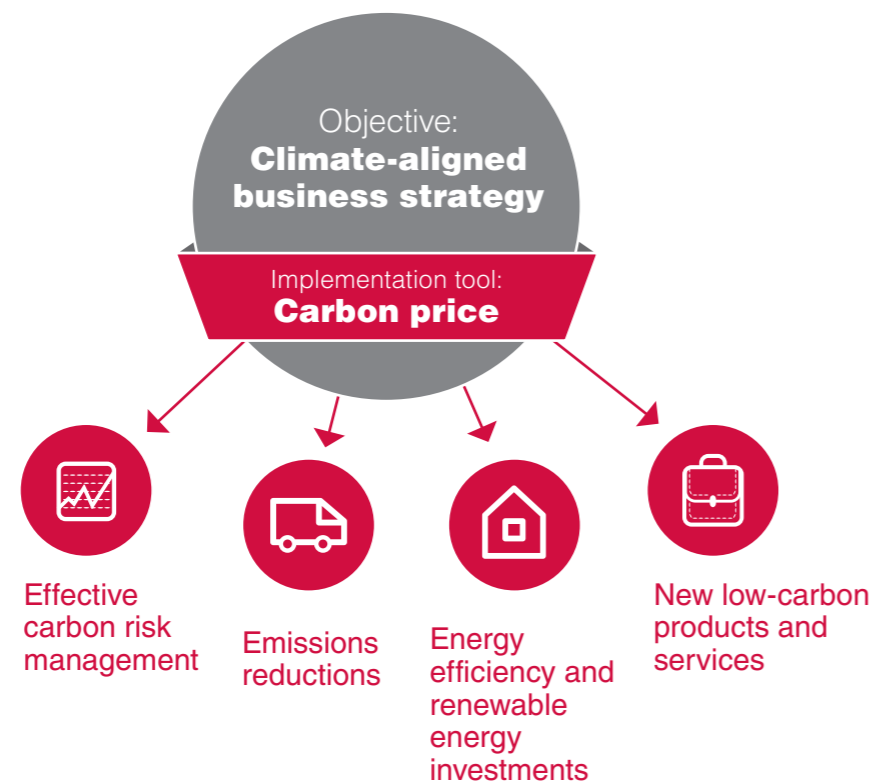 Objective:
Climate-aligned
business strategy
Implementation tool:
Carbon price
Effective
carbon risk
management
Emissions
reductions
Energy
efficiency and
renewable
energy
investments
New low-carbon
products and
services